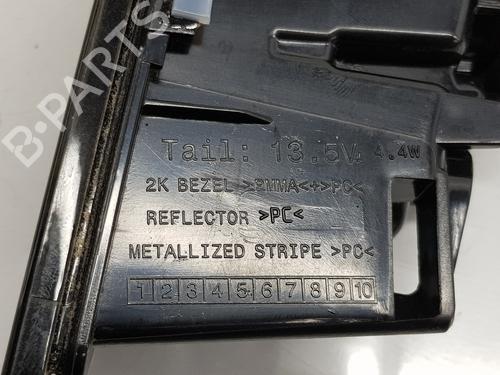 B-PARTS
Tail: 13.5V 4.4W
2K BEZEL >PMMA<+>PC<
REFLECTOR >PC<
METALLIZED STRIPE >PC<
1 2 3 4 5 6 7 8 9 10